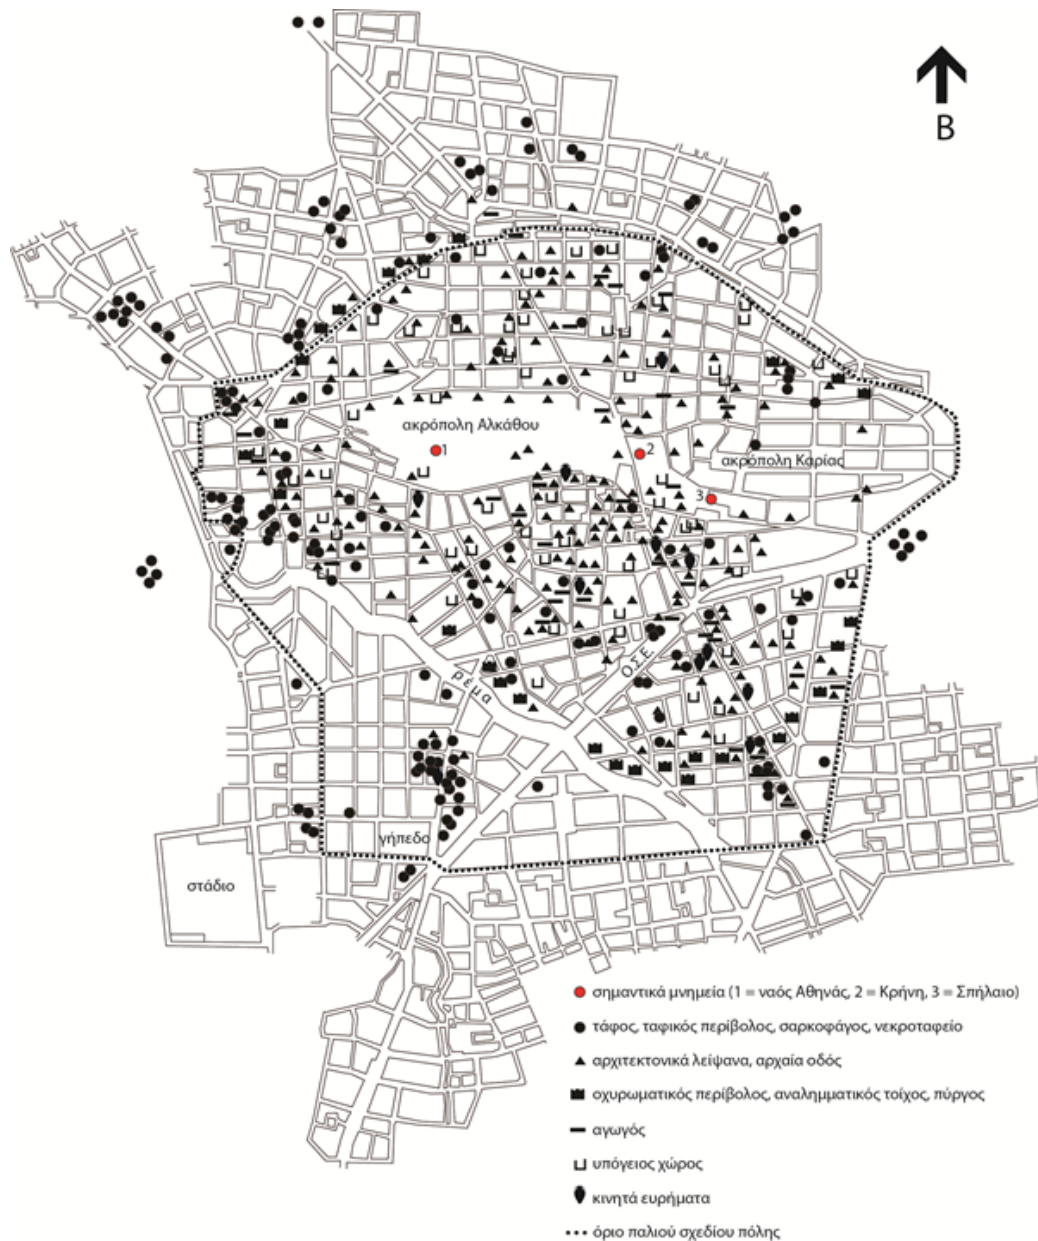 Β
ακρόπολη Αλκάθου
1
2
ακρόπολη Καρίας
3
Ο.Σ.Ε.
ρέμα
γήπεδο
στάδιο
σημαντικά μνημεία (1 = ναός Αθηνάς, 2 = Κρήνη, 3 = Σπήλαιο)
τάφος, ταφικός περίβολος, σαρκοφάγος, νεκροταφείο
αρχιτεκτονικά λείψανα, αρχαία οδός
οχυρωματικός περίβολος, αναλημματικός τοίχος, πύργος
αγωγός
υπόγειος χώρος
κινητά ευρήματα
όριο παλιού σχεδίου πόλης